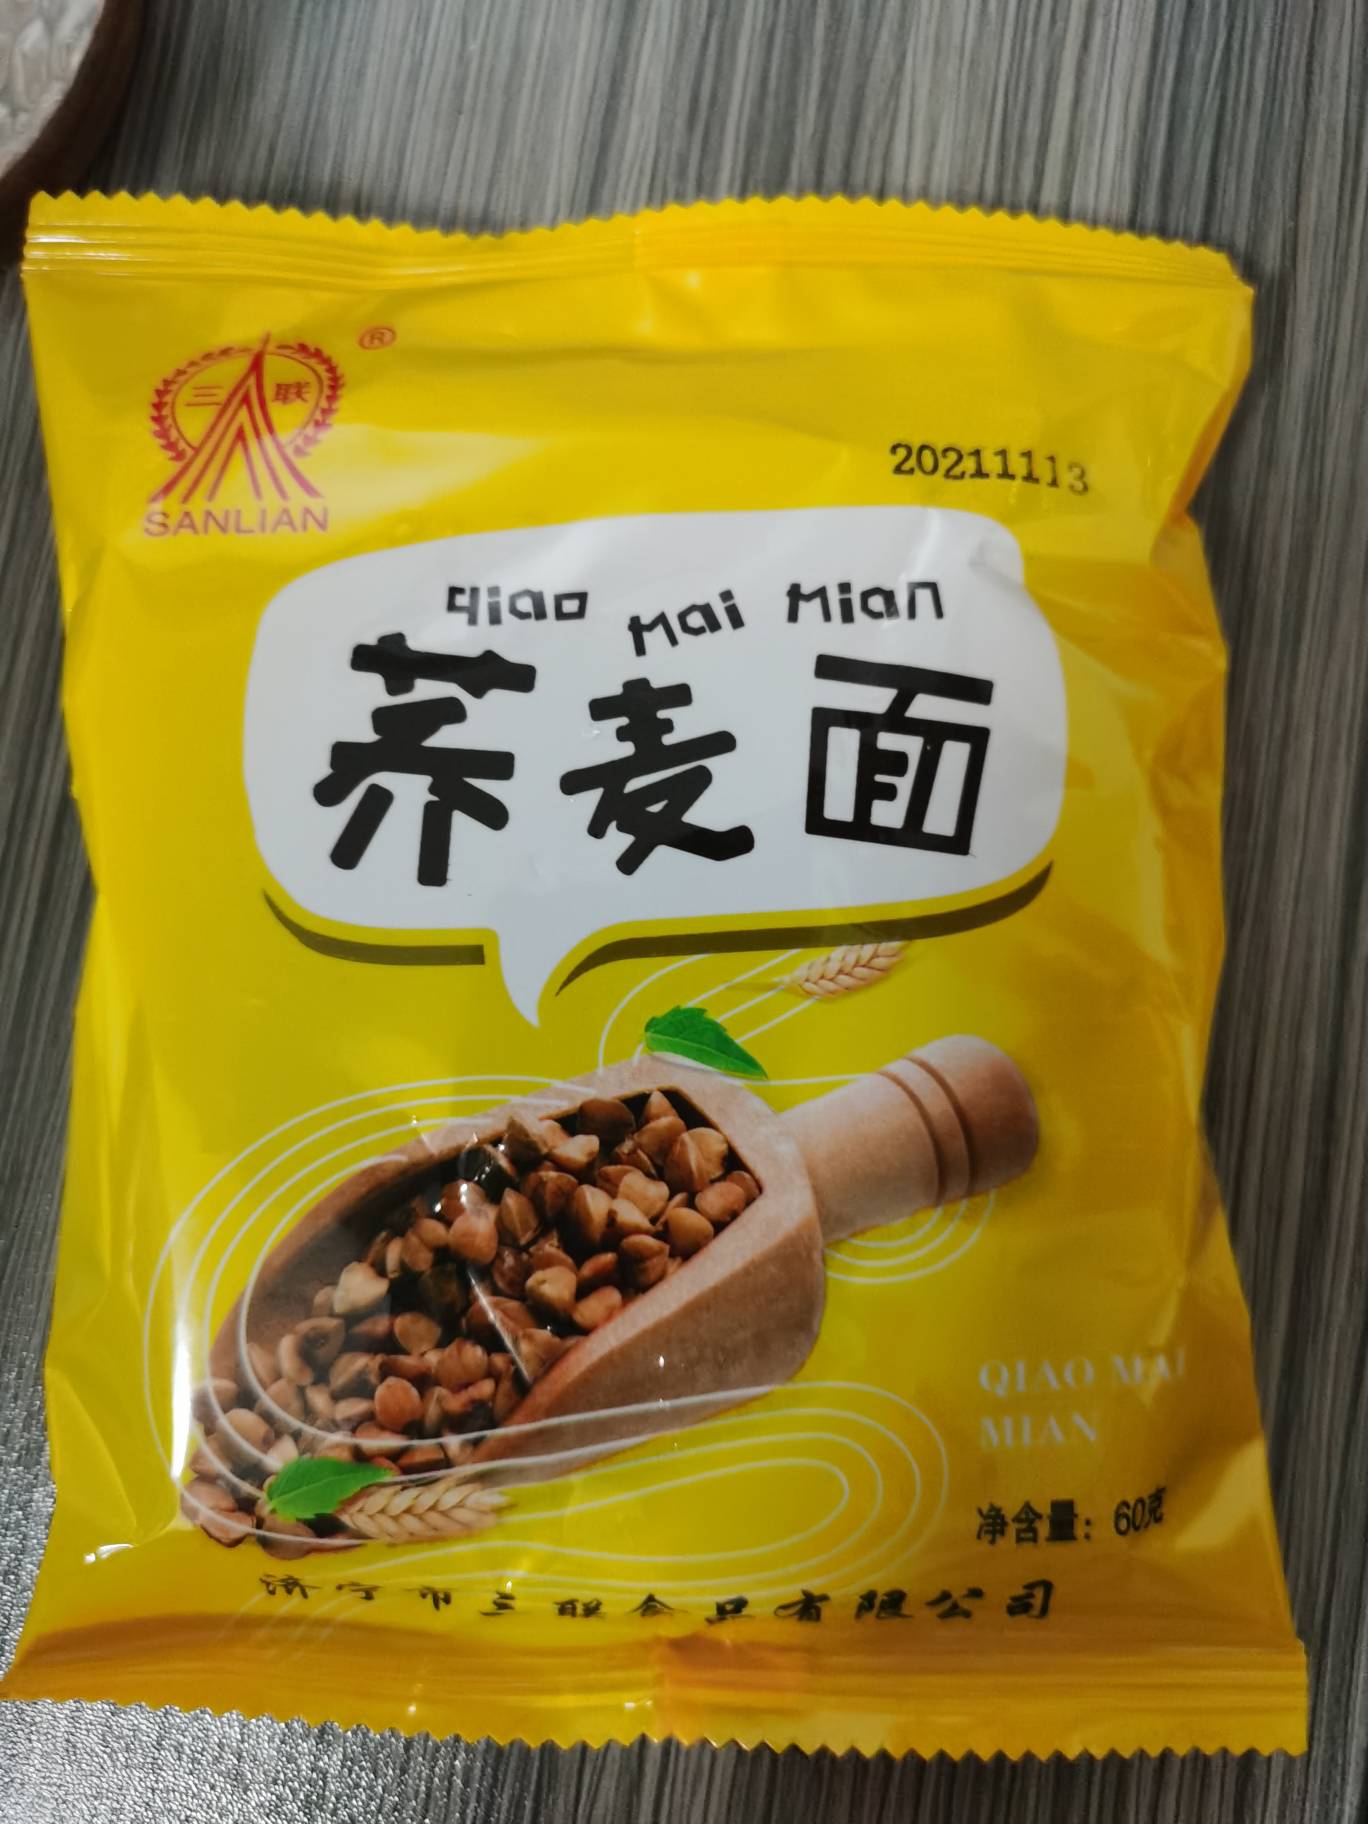 三联
®
SANLIAN
20211113
qiao mai mian
荞麦面
QIAO MAI
MIAN
净含量：60克
济宁市三联食品有限公司